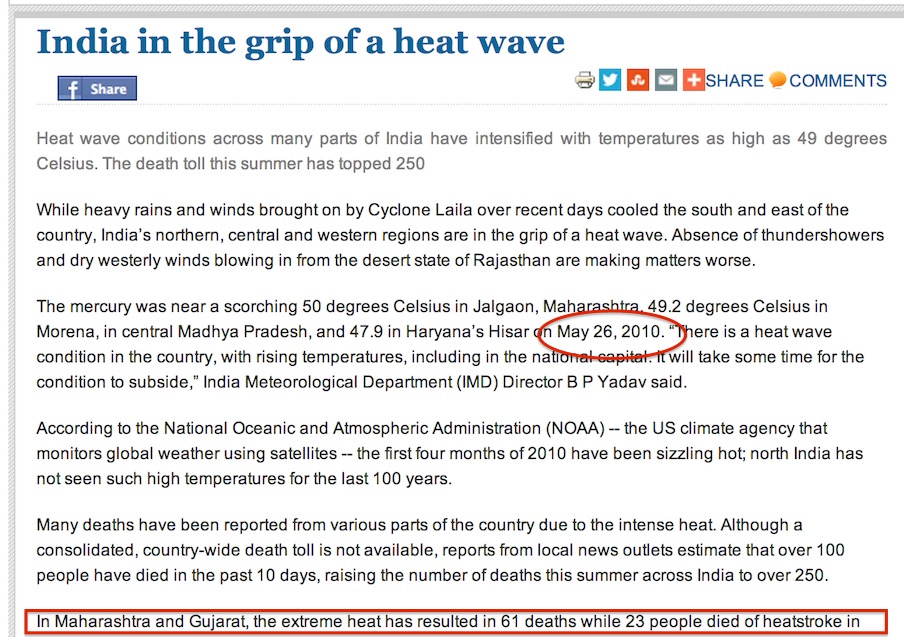 India in the grip of a heat wave
f Share
SHARE COMMENTS
Heat wave conditions across many parts of India have intensified with temperatures as high as 49 degrees
Celsius. The death toll this summer has topped 250
While heavy rains and winds brought on by Cyclone Laila over recent days cooled the south and east of the
country, India’s northern, central and western regions are in the grip of a heat wave. Absence of thundershowers
and dry westerly winds blowing in from the desert state of Rajasthan are making matters worse.
The mercury was near a scorching 50 degrees Celsius in Jalgaon, Maharashtra, 49.2 degrees Celsius in
Morena, in central Madhya Pradesh, and 47.9 in Haryana’s Hisar on May 26, 2010. “There is a heat wave
condition in the country, with rising temperatures, including in the national capital. It will take some time for the
condition to subside,” India Meteorological Department (IMD) Director B P Yadav said.
According to the National Oceanic and Atmospheric Administration (NOAA) -- the US climate agency that
monitors global weather using satellites -- the first four months of 2010 have been sizzling hot; north India has
not seen such high temperatures for the last 100 years.
Many deaths have been reported from various parts of the country due to the intense heat. Although a
consolidated, country-wide death toll is not available, reports from local news outlets estimate that over 100
people have died in the past 10 days, raising the number of deaths this summer across India to over 250.
In Maharashtra and Gujarat, the extreme heat has resulted in 61 deaths while 23 people died of heatstroke in